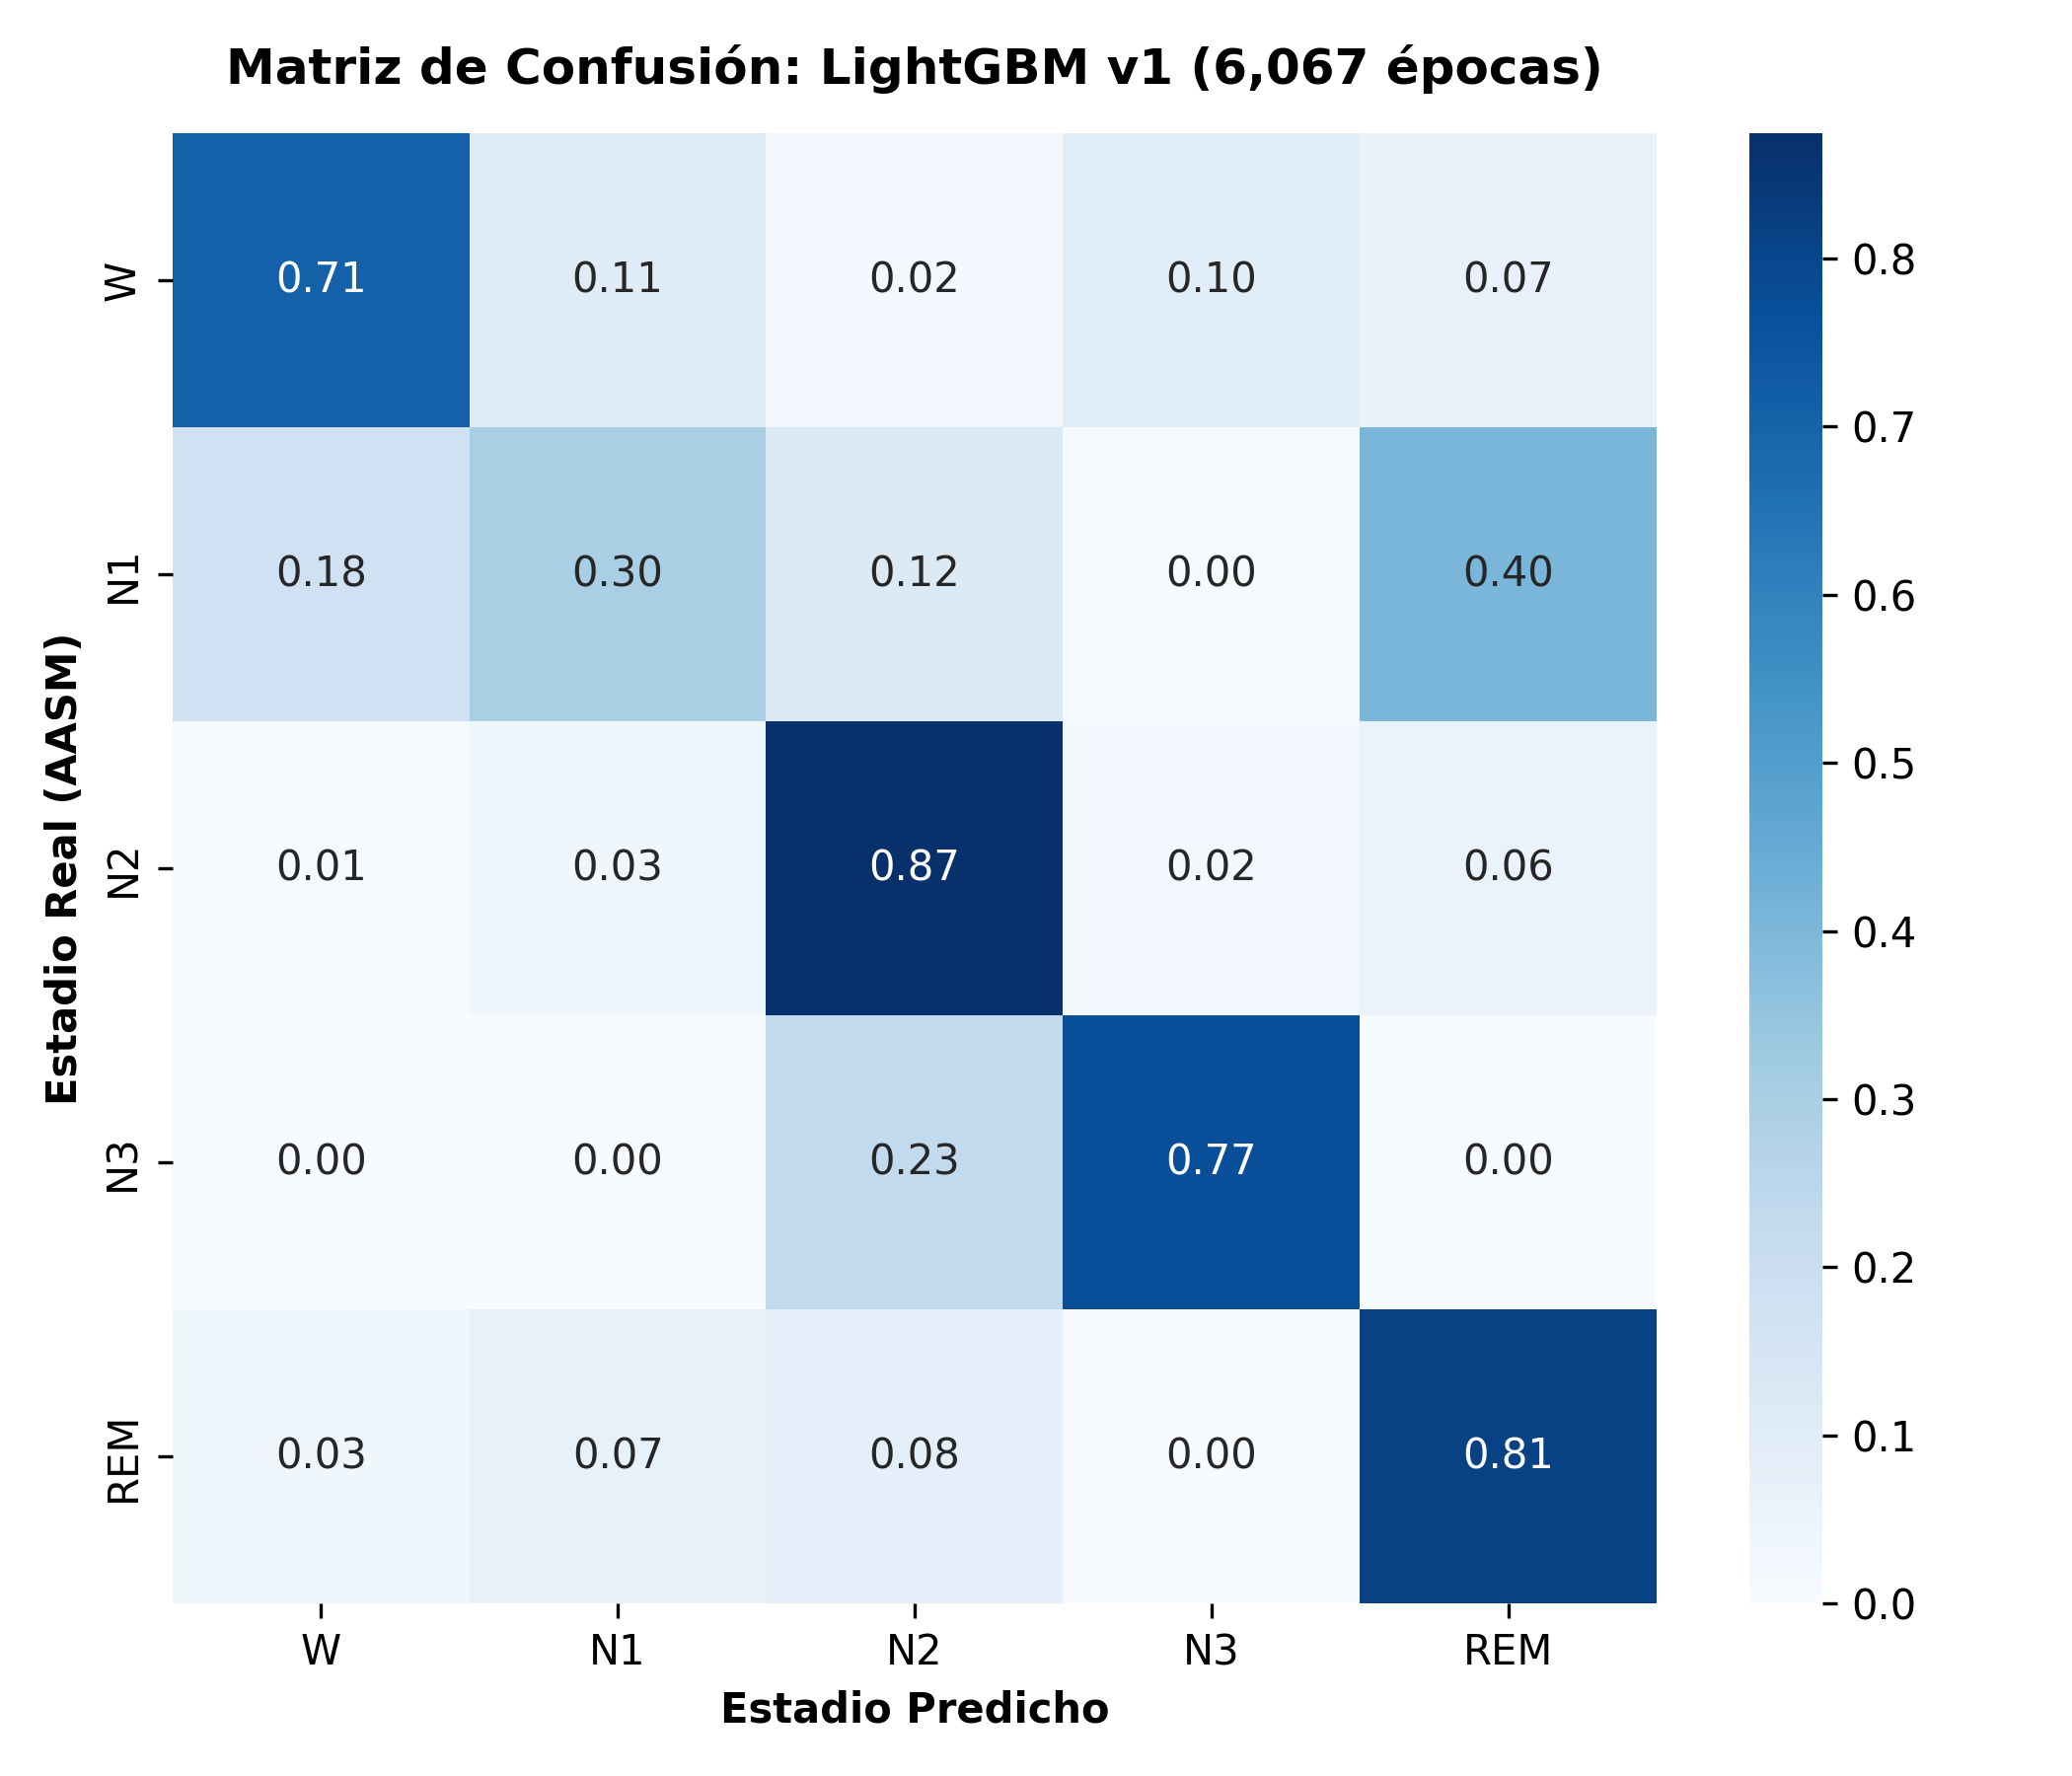 Matriz de Confusión: LightGBM v1 (6,067 épocas)
Estadio Real (AASM)
W 0.71 0.11 0.02 0.10 0.07
N1 0.18 0.30 0.12 0.00 0.40
N2 0.01 0.03 0.87 0.02 0.06
N3 0.00 0.00 0.23 0.77 0.00
REM 0.03 0.07 0.08 0.00 0.81
W N1 N2 N3 REM
Estadio Predicho
0.8
0.7
0.6
0.5
0.4
0.3
0.2
0.1
0.0